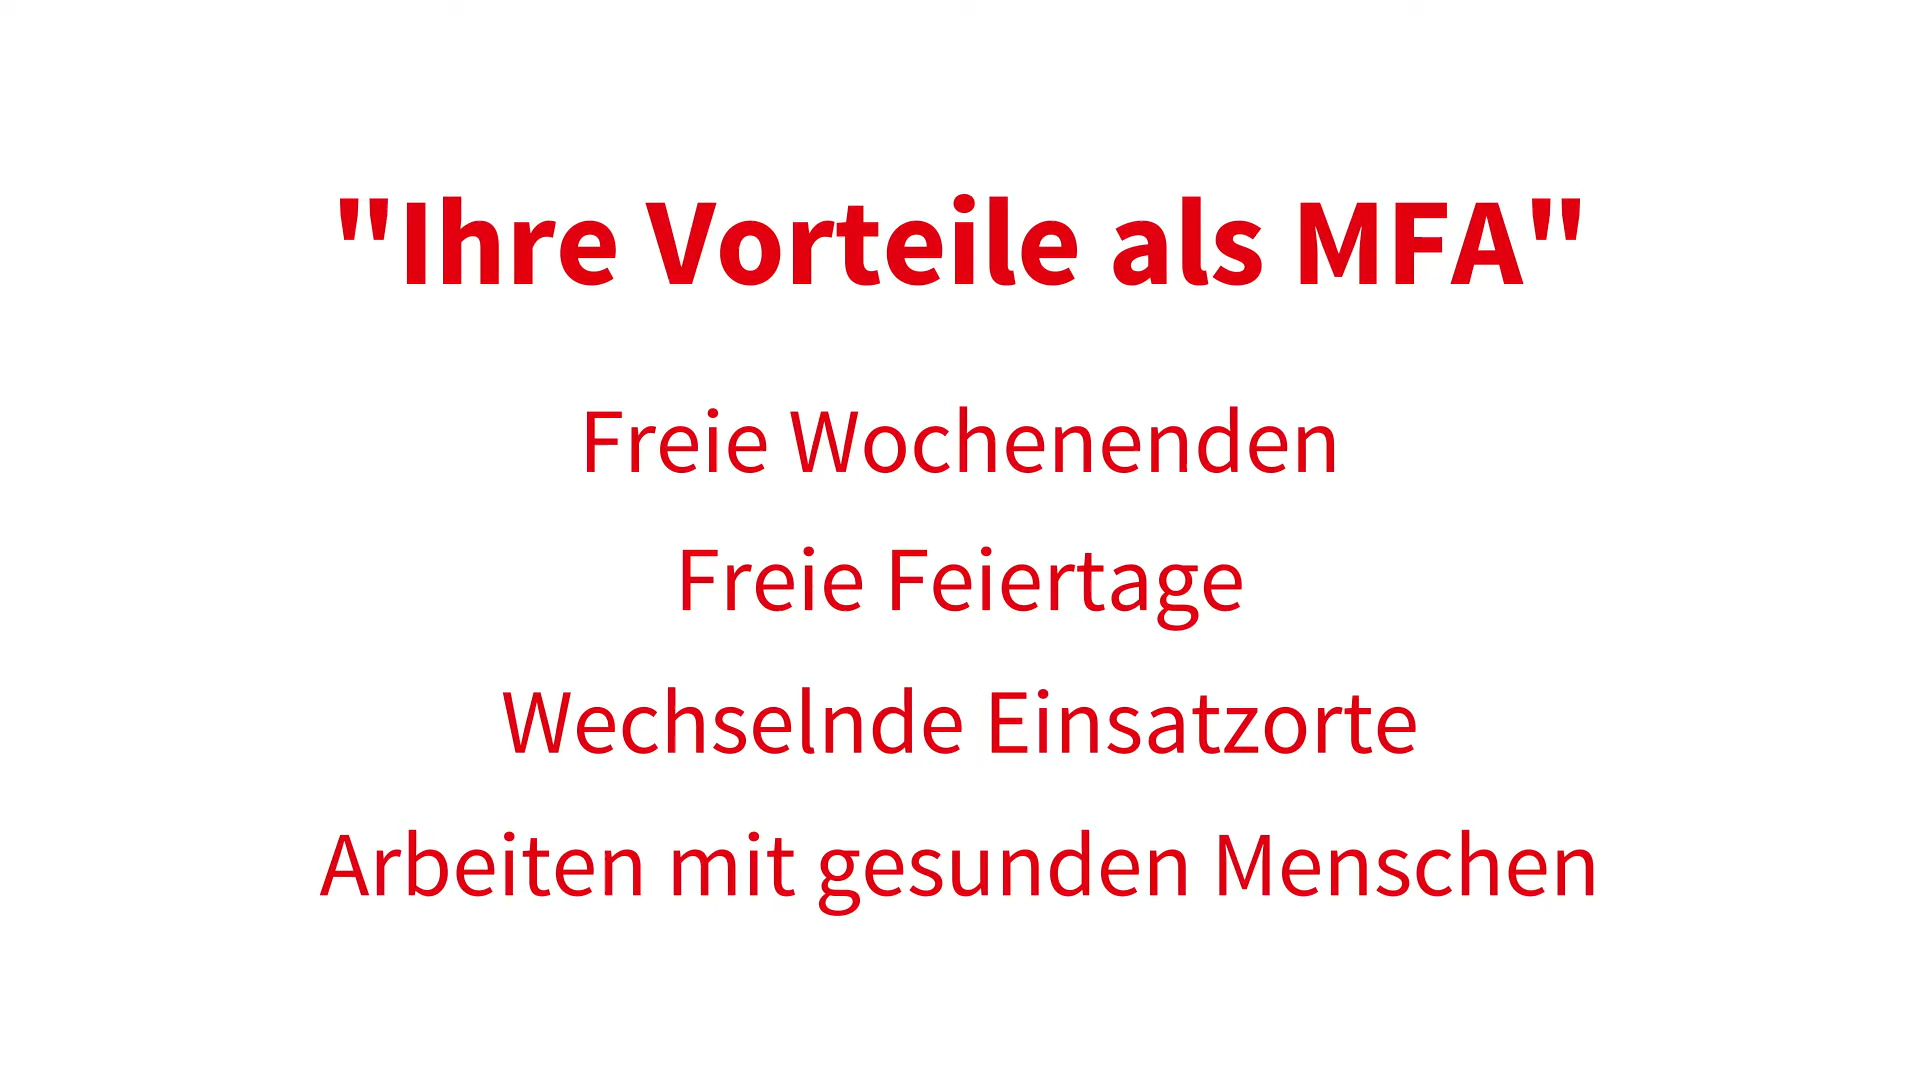 "Ihre Vorteile als MFA"
Freie Wochenenden
Freie Feiertage
Wechselnde Einsatzorte
Arbeiten mit gesunden Menschen